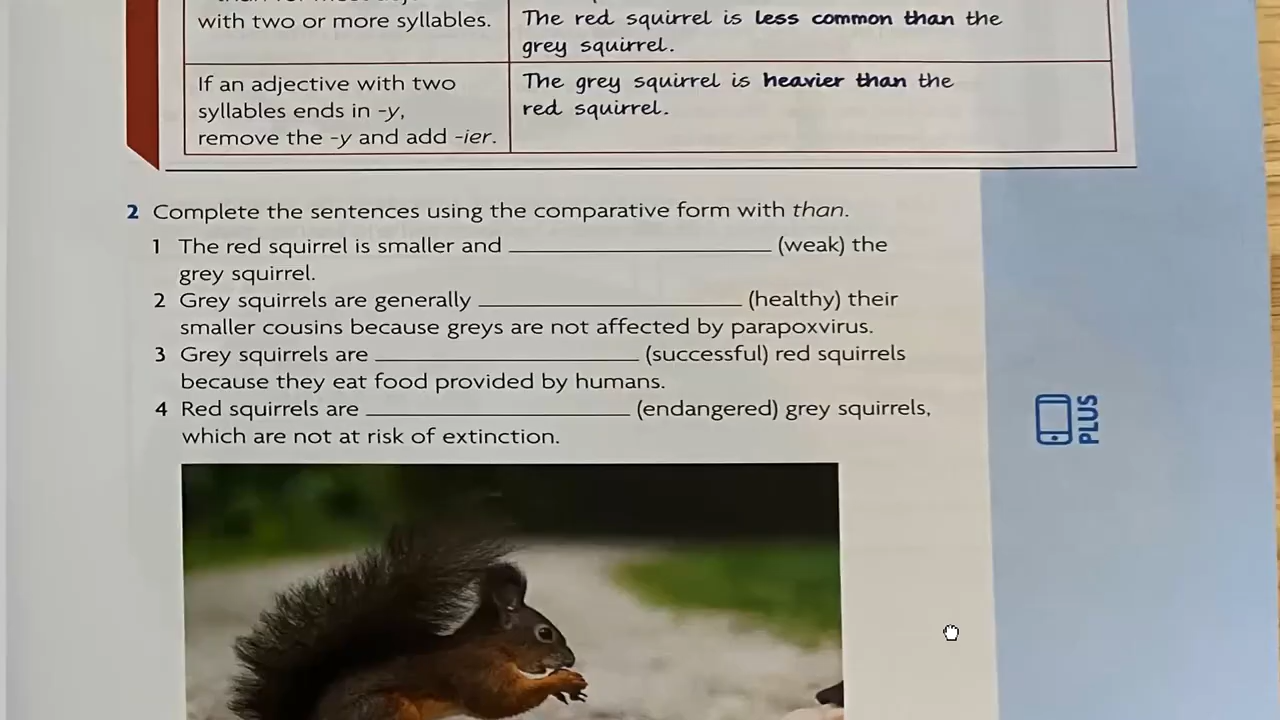 with two or more syllables.
The red squirrel is less common than the
grey squirrel.
If an adjective with two
syllables ends in -y,
remove the -y and add -ier.
The grey squirrel is heavier than the
red squirrel.
2 Complete the sentences using the comparative form with than.
1 The red squirrel is smaller and ____________________ (weak) the
grey squirrel.
2 Grey squirrels are generally ____________________ (healthy) their
smaller cousins because greys are not affected by parapoxvirus.
3 Grey squirrels are ____________________ (successful) red squirrels
because they eat food provided by humans.
4 Red squirrels are ____________________ (endangered) grey squirrels,
which are not at risk of extinction.
PLUS